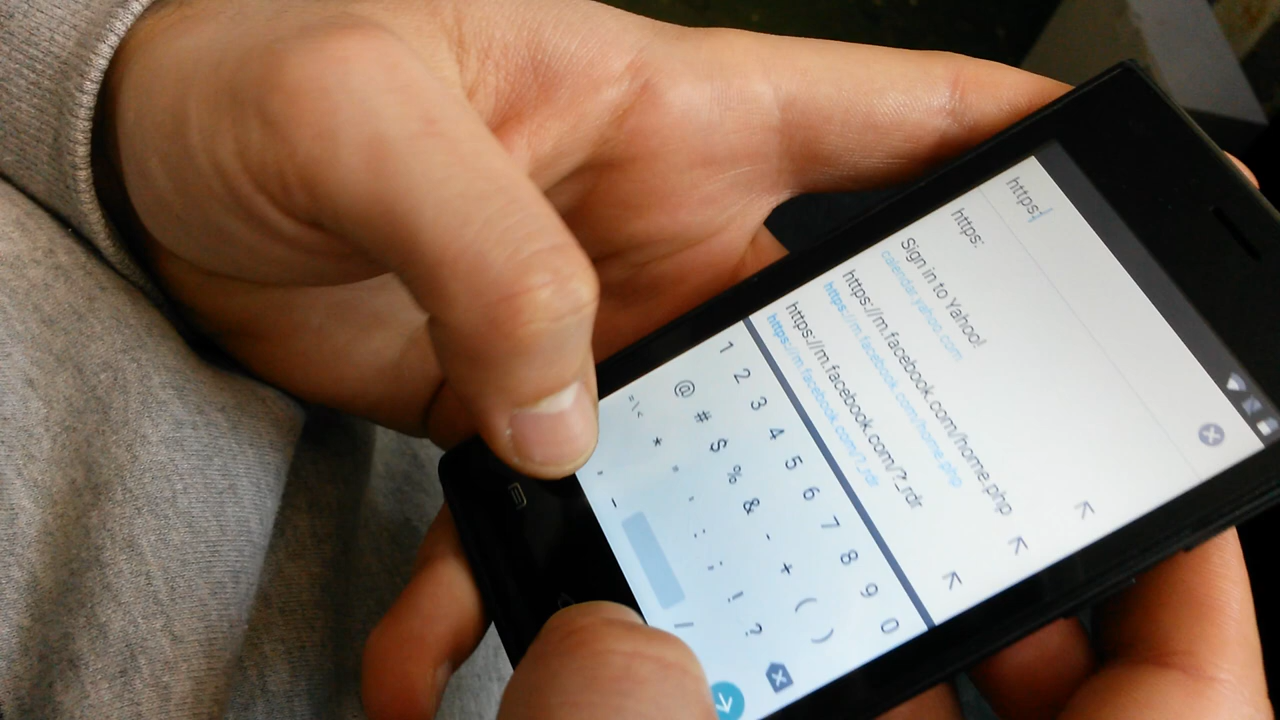 https:/
https:
Sign in to Yahoo!
calendar.yahoo.com
https://m.facebook.com/home.php
https://m.facebook.com/home.php
https://m.facebook.com/?_rdr
https://m.facebook.com/?_rdr
1 2 3 4 5 6 7 8 9 0
@ # $ % & - + ( )
=\< * " ' : ; ! ?
, _ /